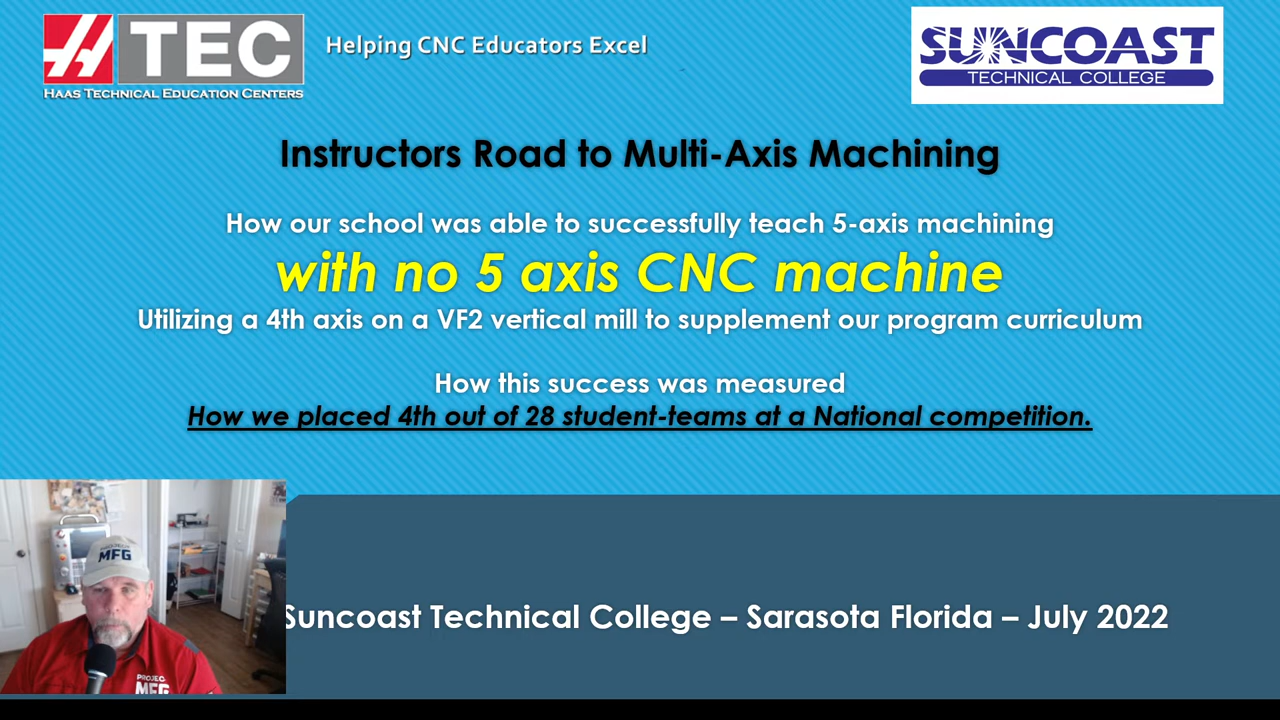 TEC
HAAS TECHNICAL EDUCATION CENTERS
Helping CNC Educators Excel
SUNCOAST
TECHNICAL COLLEGE
Instructors Road to Multi-Axis Machining
How our school was able to successfully teach 5-axis machining
with no 5 axis CNC machine
Utilizing a 4th axis on a VF2 vertical mill to supplement our program curriculum
How this success was measured
How we placed 4th out of 28 student-teams at a National competition.
PROJECT
MFG
PROJEC
MFG
Suncoast Technical College – Sarasota Florida – July 2022